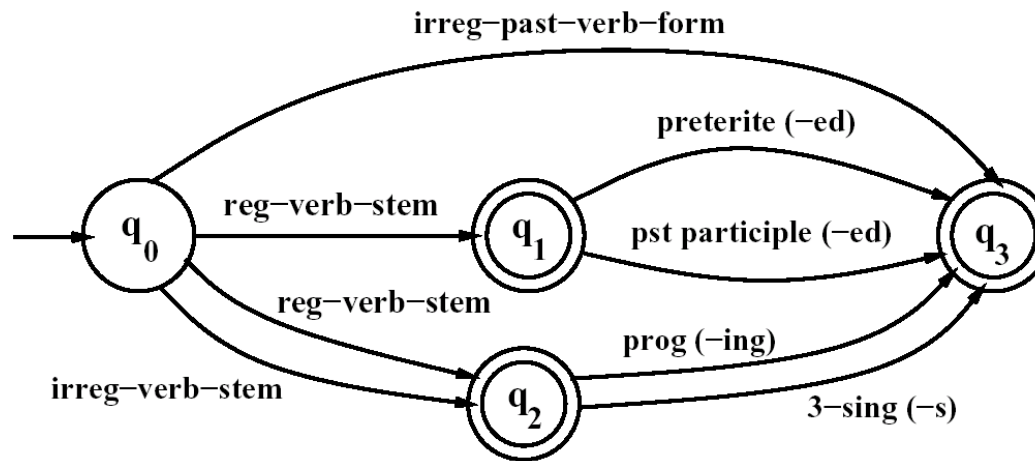 irreg−past−verb−form
preterite (−ed)
reg−verb−stem
q0
q1
pst participle (−ed)
q3
reg−verb−stem
prog (−ing)
irreg−verb−stem
q2
3−sing (−s)